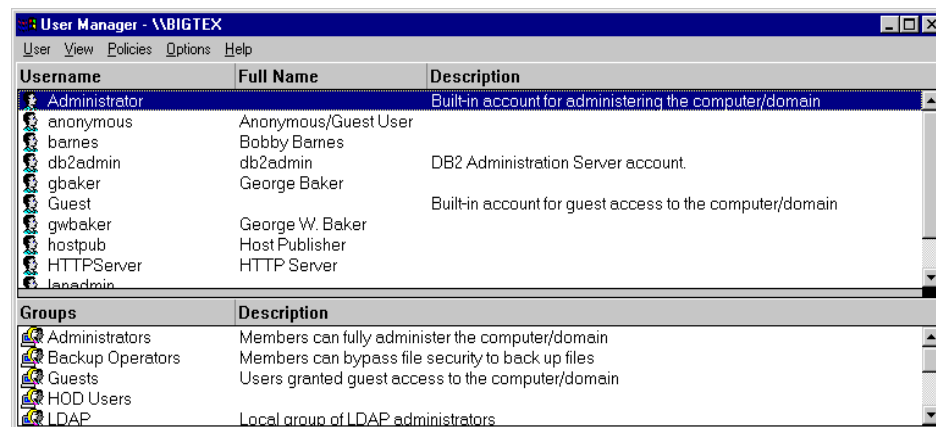 User Manager - \\BIGTEX
User View Policies Options Help
Username Full Name Description
Administrator Built-in account for administering the computer/domain
anonymous Anonymous/Guest User
barnes Bobby Barnes
db2admin db2admin DB2 Administration Server account.
gbaker George Baker
Guest Built-in account for guest access to the computer/domain
gwbaker George W. Baker
hostpub Host Publisher
HTTPServer HTTP Server
lanadmin
Groups Description
Administrators Members can fully administer the computer/domain
Backup Operators Members can bypass file security to back up files
Guests Users granted guest access to the computer/domain
HOD Users
LDAP Local group of LDAP administrators